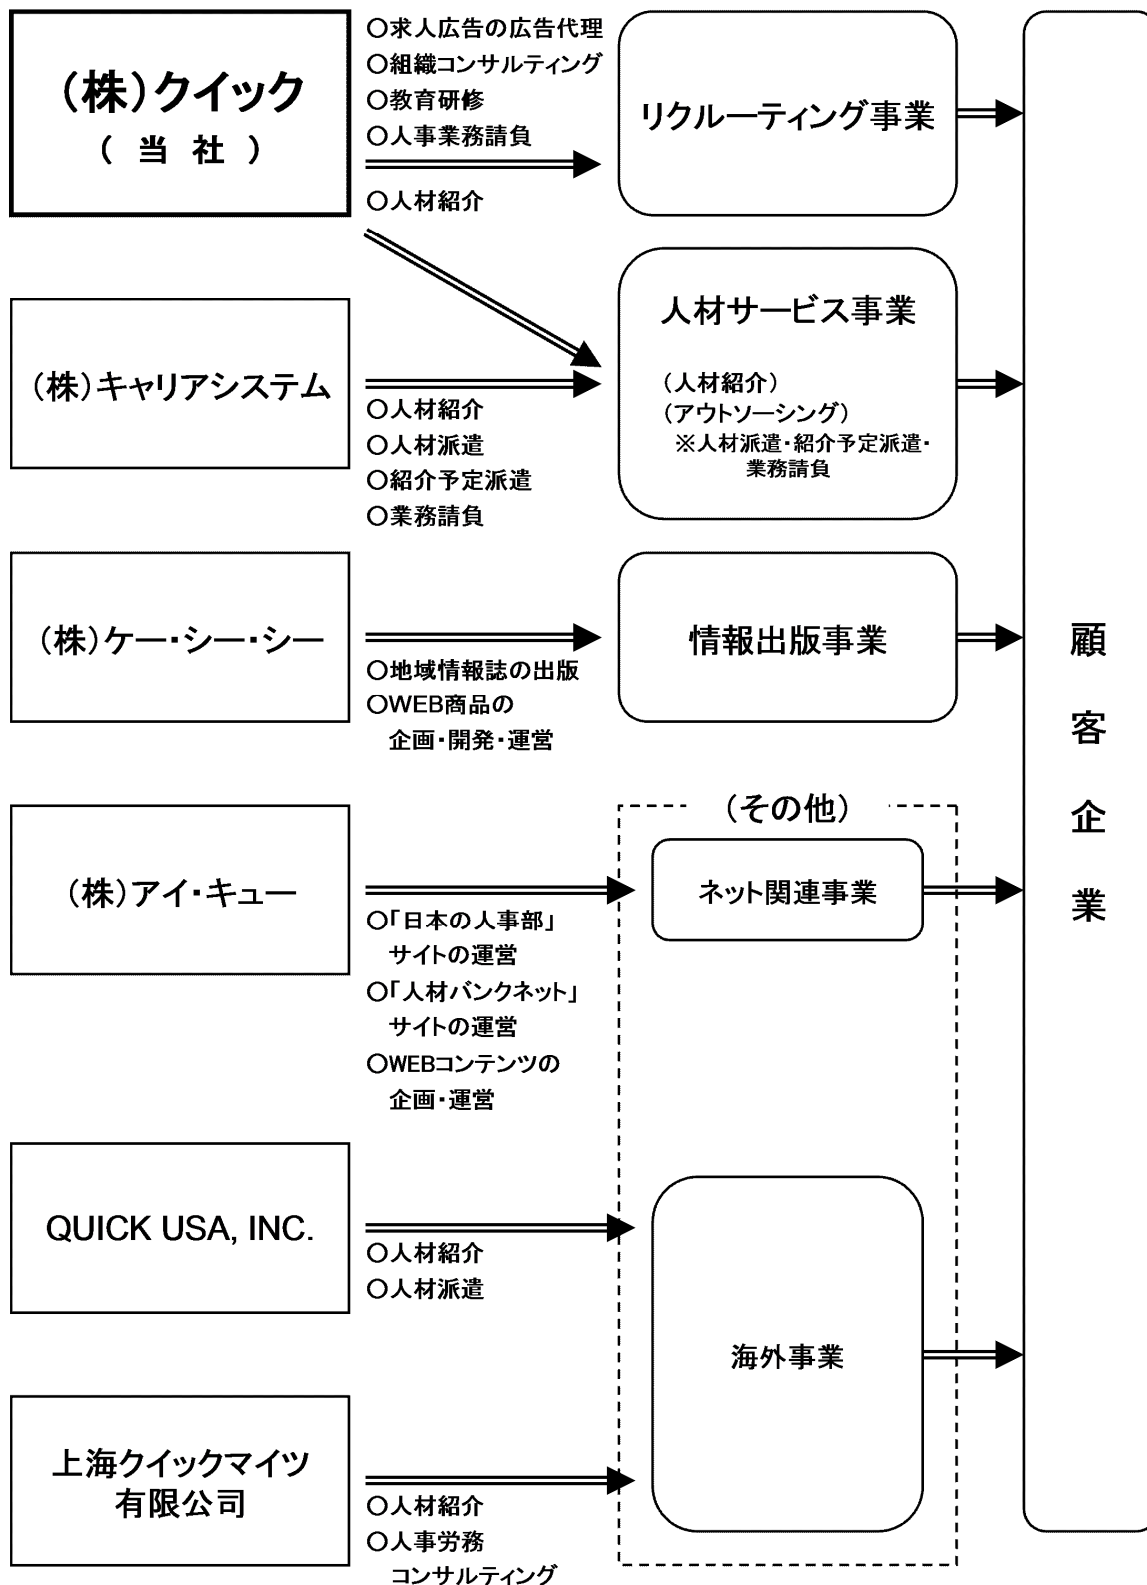 (株)クイック
( 当 社 )
○求人広告の広告代理
○組織コンサルティング
○教育研修
○人事業務請負
○人材紹介
リクルーティング事業
(株)キャリアシステム
○人材紹介
○人材派遣
○紹介予定派遣
○業務請負
人材サービス事業
(人材紹介)
(アウトソーシング)
※人材派遣・紹介予定派遣・
業務請負
(株)ケー・シー・シー
○地域情報誌の出版
○WEB商品の
企画・開発・運営
情報出版事業
(株)アイ・キュー
○「日本の人事部」
サイトの運営
○「人材バンクネット」
サイトの運営
○WEBコンテンツの
企画・運営
(その他)
ネット関連事業
QUICK USA, INC.
○人材紹介
○人材派遣
海外事業
上海クイックマイツ
有限公司
○人材紹介
○人事労務
コンサルティング
顧客企業